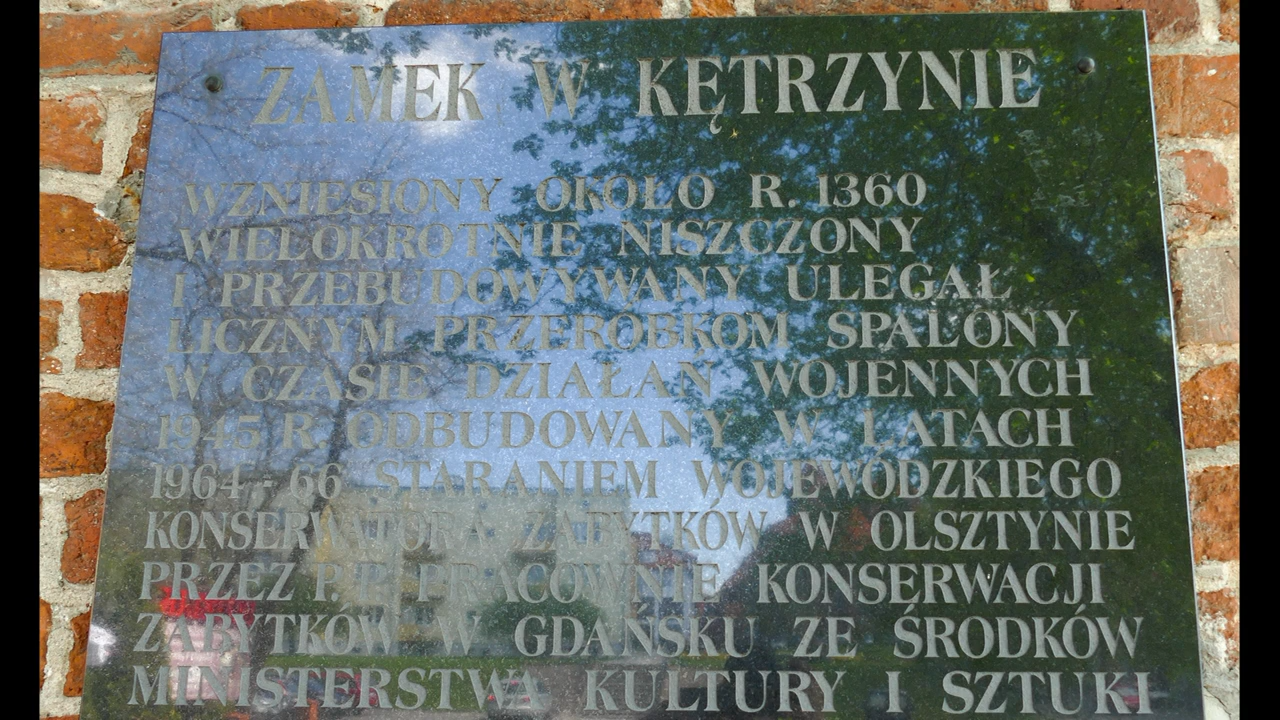 ZAMEK W KĘTRZYNIE
WZNIESIONY OKOŁO R. 1360
WIELOKROTNIE NISZCZONY
I PRZEBUDOWYWANY ULEGAŁ
LICZNYM PRZERÓBKOM SPALONY
W CZASIE DZIAŁAŃ WOJENNYCH
1945 R. ODBUDOWANY W LATACH
1964-66 STARANIEM WOJEWÓDZKIEGO
KONSERWATORA ZABYTKÓW W OLSZTYNIE
PRZEZ P.P. PRACOWNIE KONSERWACJI
ZABYTKÓW W GDAŃSKU ZE ŚRODKÓW
MINISTERSTWA KULTURY I SZTUKI